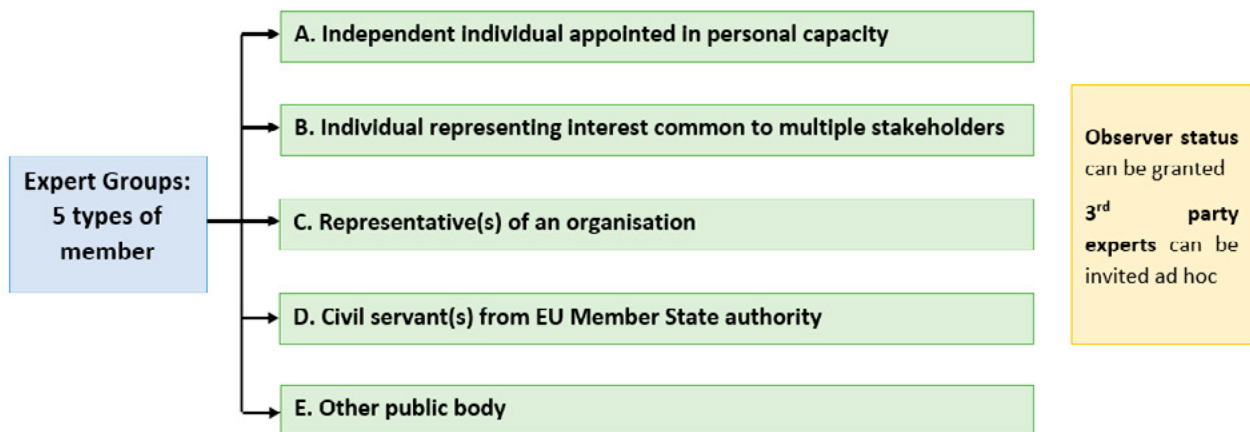 Expert Groups:
5 types of
member
A. Independent individual appointed in personal capacity
B. Individual representing interest common to multiple stakeholders
C. Representative(s) of an organisation
D. Civil servant(s) from EU Member State authority
E. Other public body
Observer status
can be granted
3rd party
experts can be
invited ad hoc